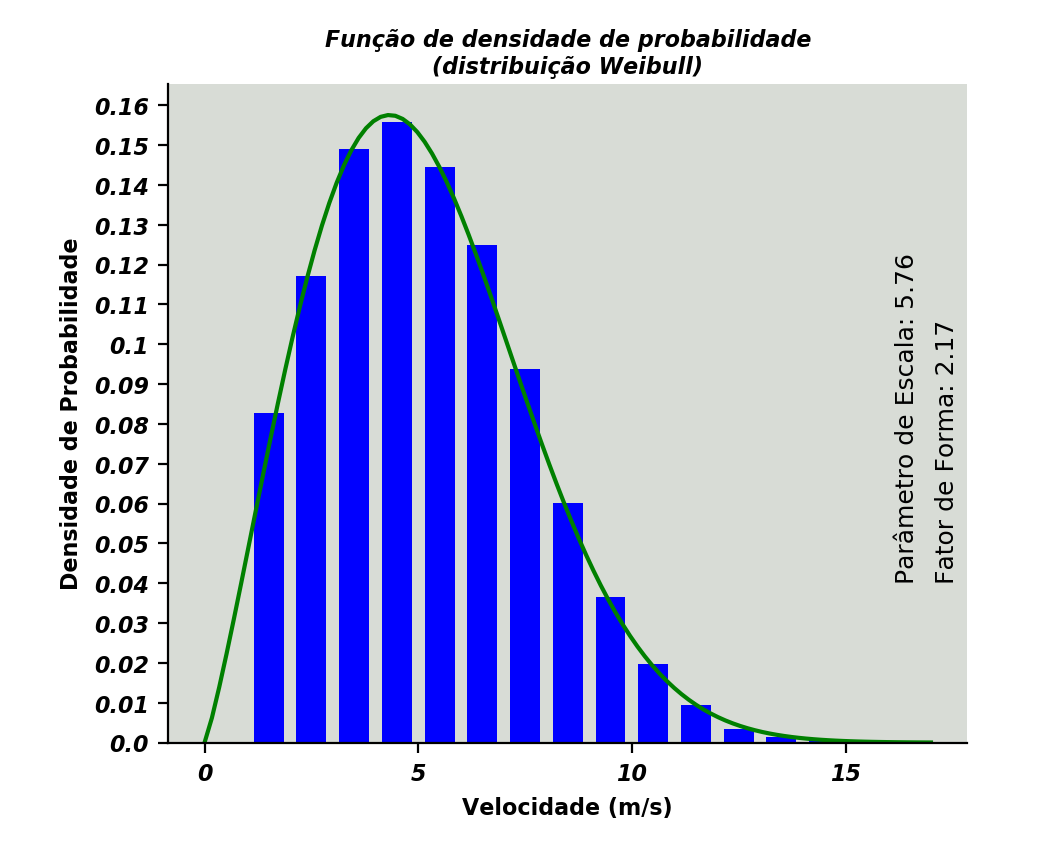 Função de densidade de probabilidade
(distribuição Weibull)
Densidade de Probabilidade
0.16
0.15
0.14
0.13
0.12
0.11
0.1
0.09
0.08
0.07
0.06
0.05
0.04
0.03
0.02
0.01
0.0
Parâmetro de Escala: 5.76
Fator de Forma: 2.17
0 5 10 15
Velocidade (m/s)